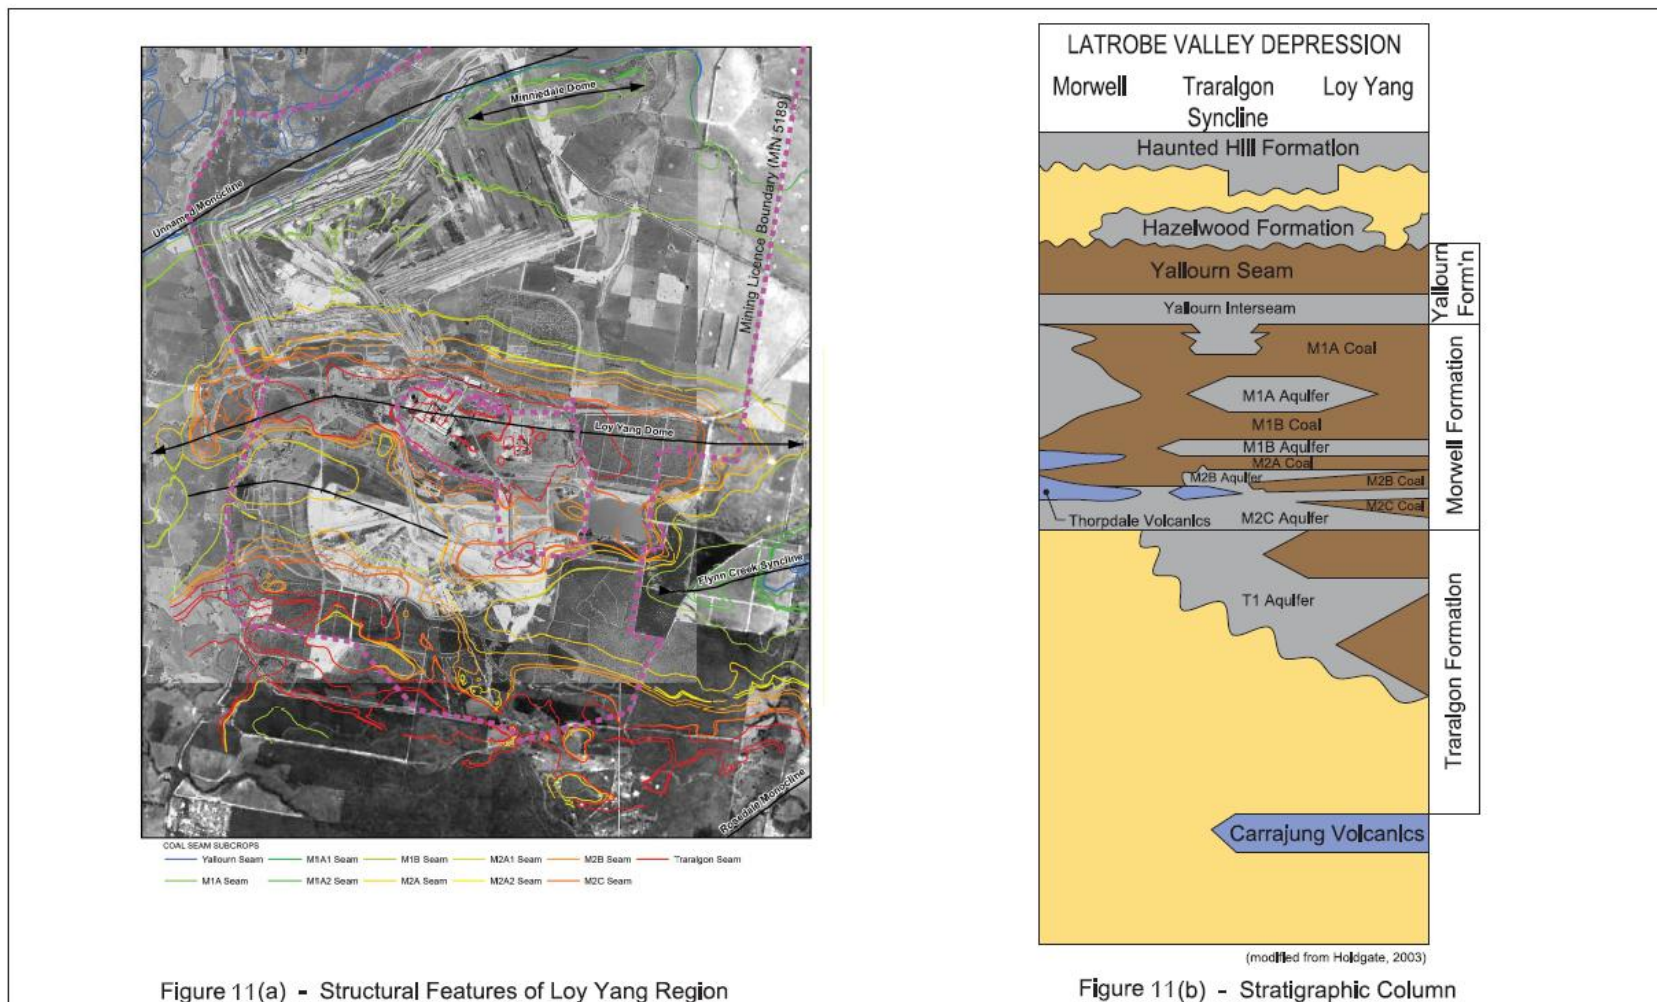 Minniedale Dome
Unnamed Monocline
Mining Licence Boundary (MIN 5189)
Loy Yang Dome
Flynn Creek Syncline
Rosedale Monocline
COAL SEAM SUBCROPS
Yallourn Seam M1A1 Seam M1B Seam M2A1 Seam M2B Seam Traralgon Seam
M1A Seam M1A2 Seam M2A Seam M2A2 Seam M2C Seam
Figure 11(a) - Structural Features of Loy Yang Region
LATROBE VALLEY DEPRESSION
Morwell Traralgon Loy Yang
Syncline
Haunted Hill Formation
Hazelwood Formation
Yallourn Seam
Yallourn Interseam
Yallourn
Form'n
M1A Coal
M1A Aquifer
M1B Coal
M1B Aquifer
M2A Coal
M2B Aquifer
M2B Coal
M2C Coal
Thorpdale Volcanics
M2C Aquifer
Morwell Formation
T1 Aquifer
Traralgon Formation
Carrajung Volcanics
(modified from Holdgate, 2003)
Figure 11(b) - Stratigraphic Column